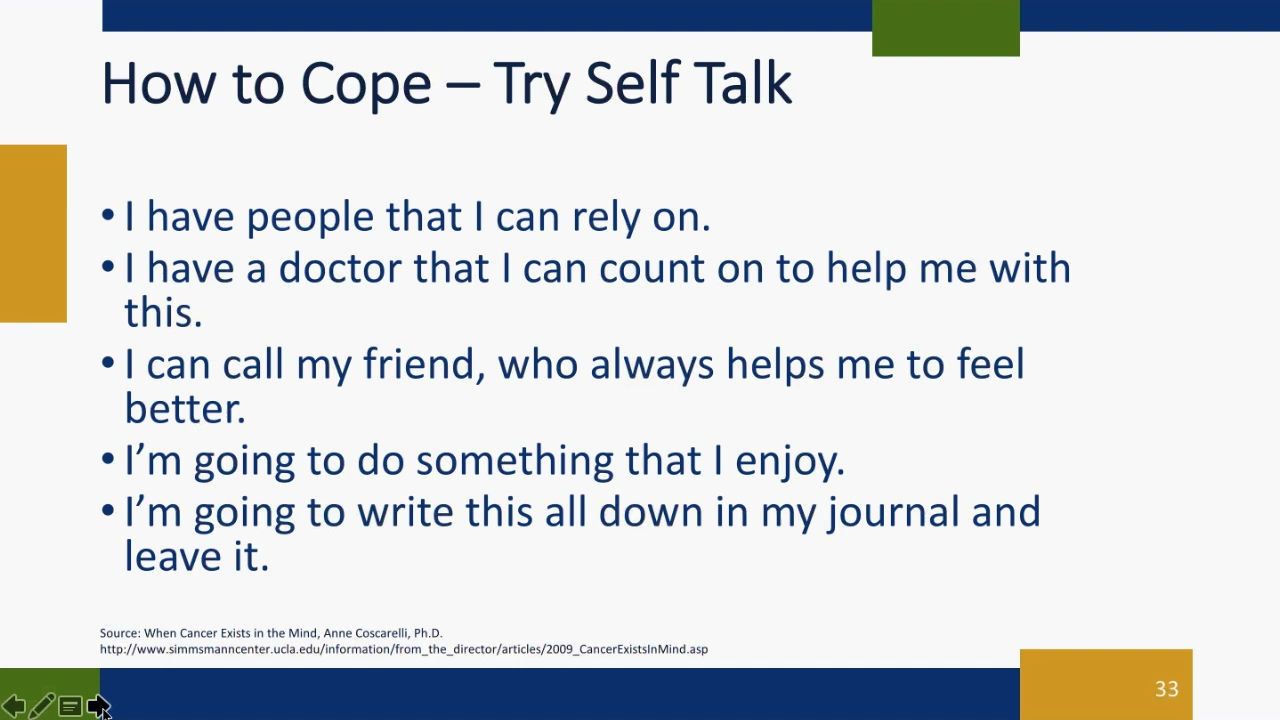 How to Cope – Try Self Talk
• I have people that I can rely on.
• I have a doctor that I can count on to help me with
this.
• I can call my friend, who always helps me to feel
better.
• I’m going to do something that I enjoy.
• I’m going to write this all down in my journal and
leave it.
Source: When Cancer Exists in the Mind, Anne Coscarelli, Ph.D.
http://www.simmsmanncenter.ucla.edu/information/from_the_director/articles/2009_CancerExistsInMind.asp
33